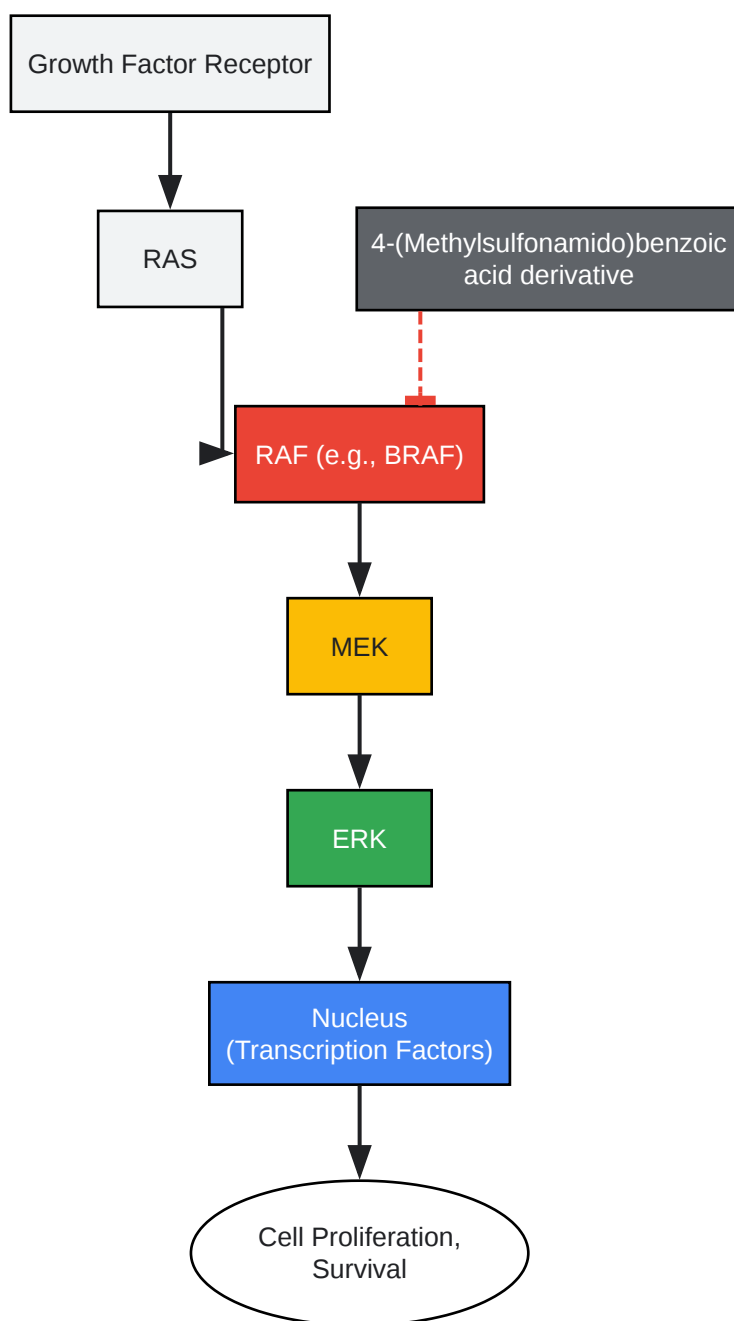 Growth Factor Receptor
RAS
4-(Methylsulfonamido)benzoic
acid derivative
RAF (e.g., BRAF)
MEK
ERK
Nucleus
(Transcription Factors)
Cell Proliferation,
Survival